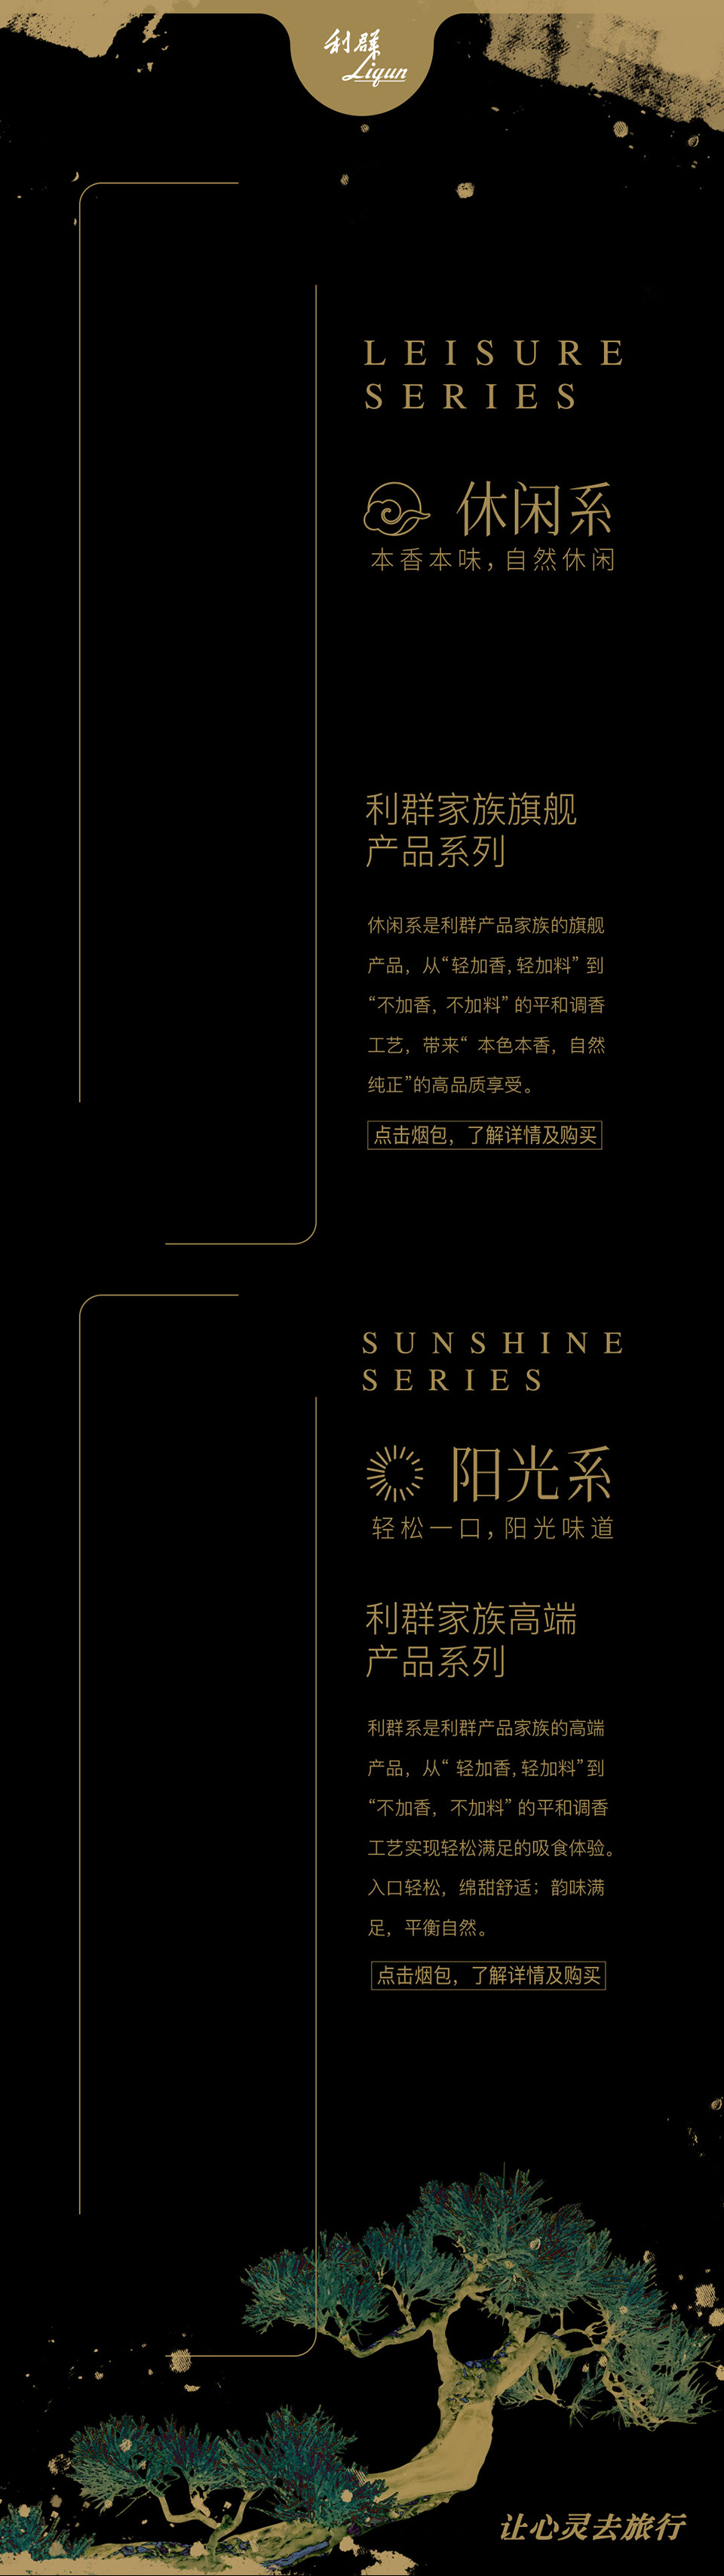 利群
Liqun
LEISURE
SERIES
休闲系
本香本味，自然休闲
利群家族旗舰
产品系列
休闲系是利群产品家族的旗舰
产品，从“轻加香，轻加料”到
“不加香，不加料”的平和调香
工艺，带来“本色本香，自然
纯正”的高品质享受。
点击烟包，了解详情及购买
SUNSHINE
SERIES
阳光系
轻松一口，阳光味道
利群家族高端
产品系列
利群系是利群产品家族的高端
产品，从“轻加香，轻加料”到
“不加香，不加料”的平和调香
工艺实现轻松满足的吸食体验。
入口轻松，绵甜舒适；韵味满
足，平衡自然。
点击烟包，了解详情及购买
让心灵去旅行